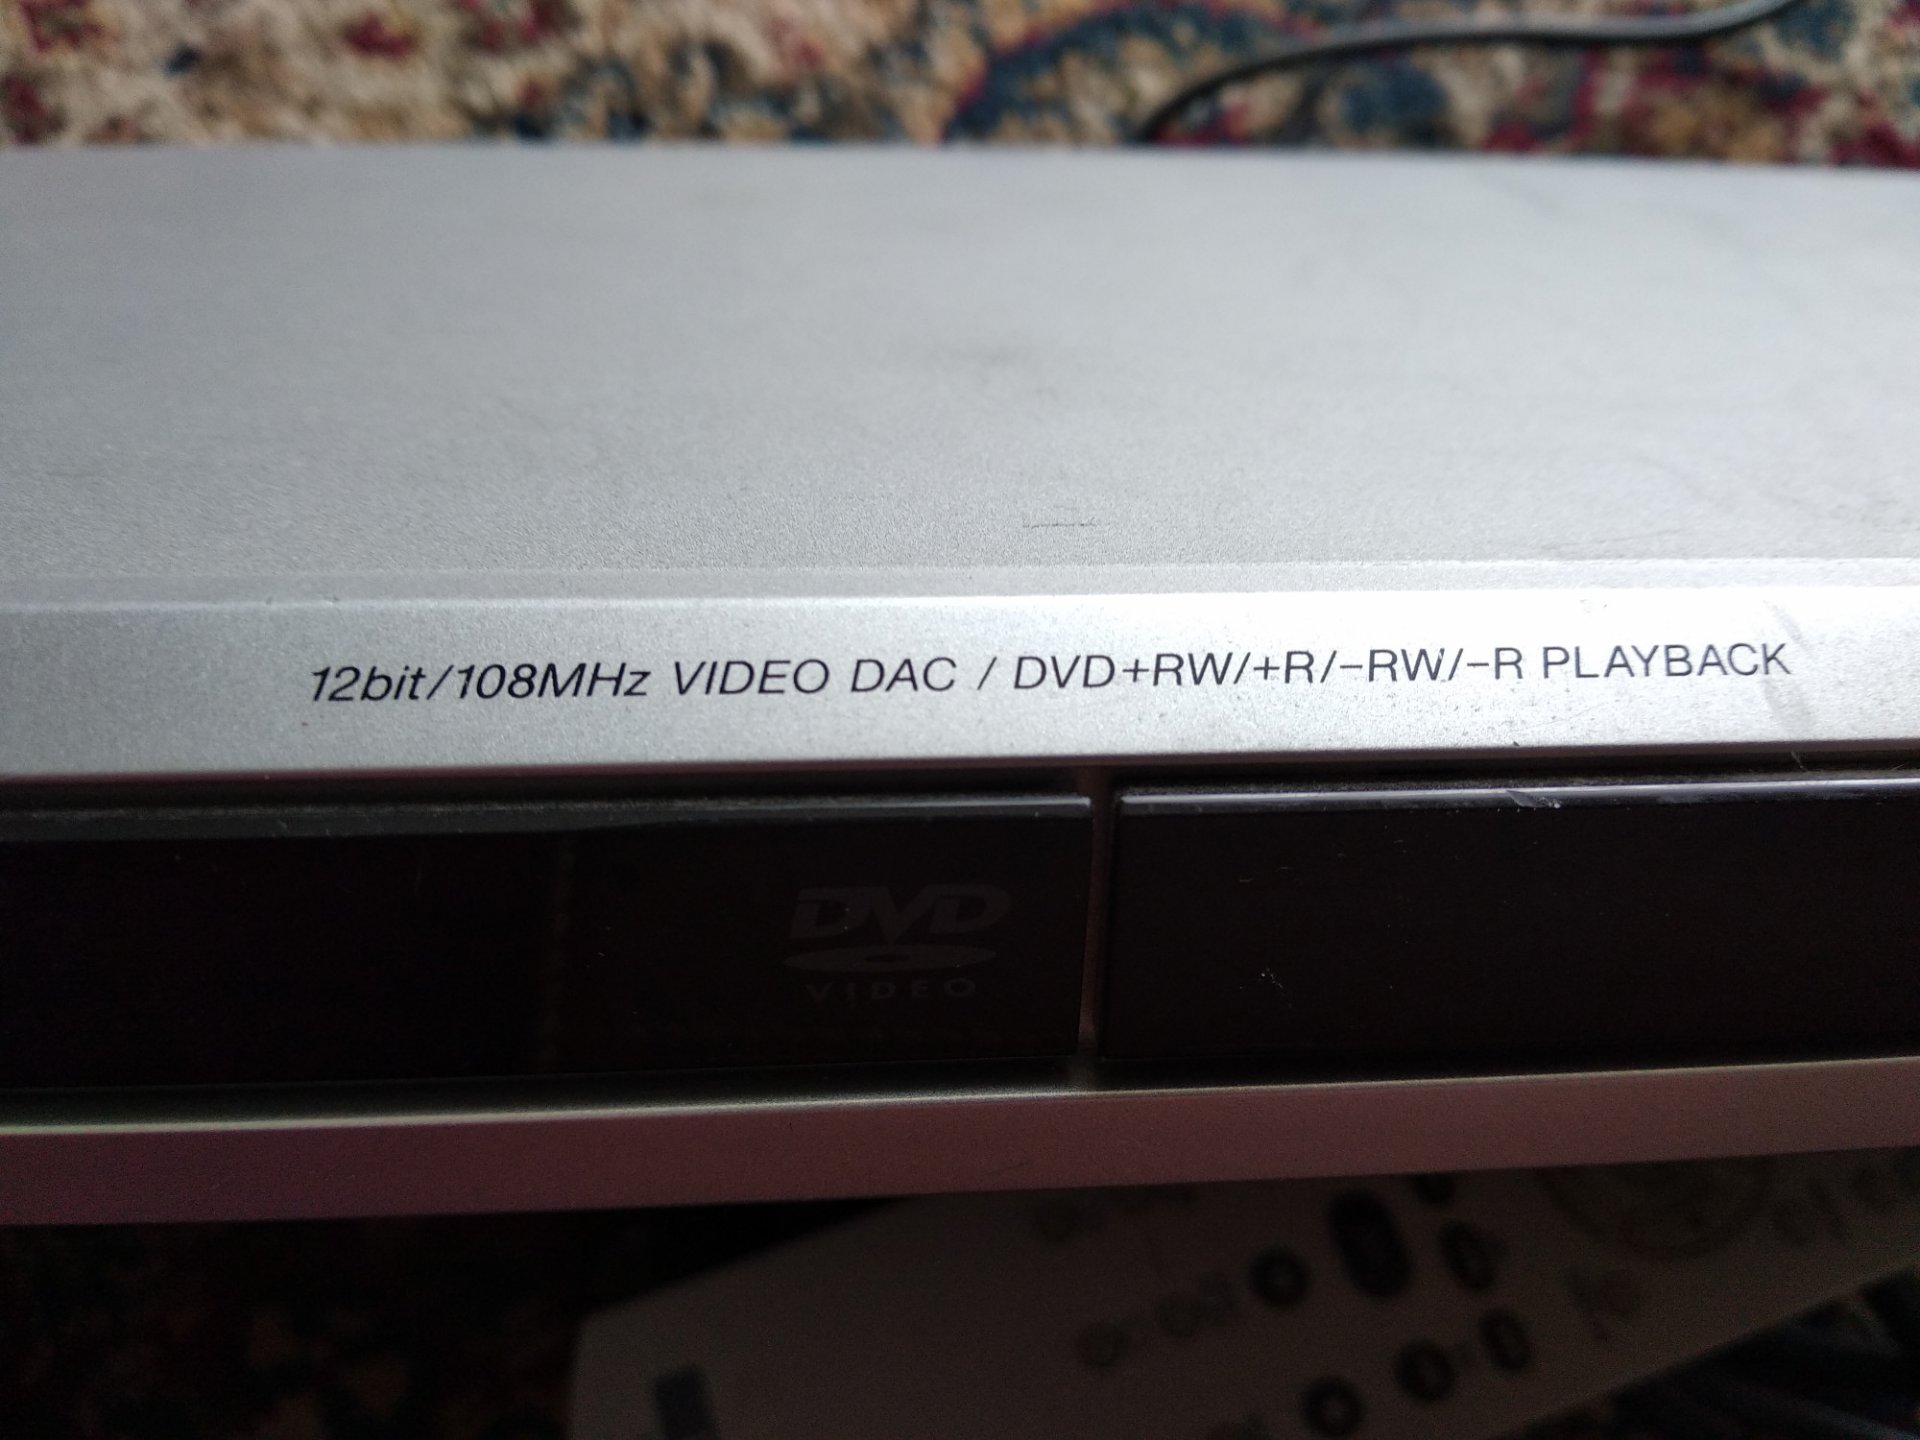 12bit/108MHz VIDEO DAC / DVD+RW/+R/-RW/-R PLAYBACK
DVD
VIDEO